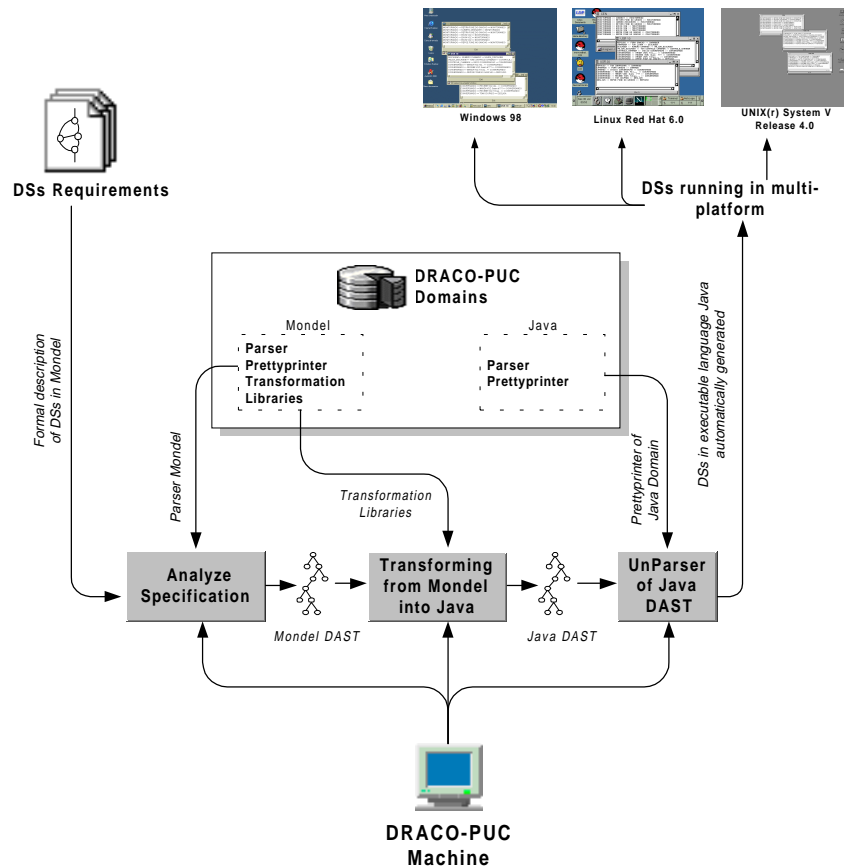 Windows 98
Linux Red Hat 6.0
UNIX(r) System V
Release 4.0
DSs Requirements
DSs running in multi-
platform
DRACO-PUC
Domains
Mondel
Parser
Prettyprinter
Transformation
Libraries
Java
Parser
Prettyprinter
Formal description
of DSs in Mondel
Parser Mondel
Transformation
Libraries
Prettyprinter of
Java Domain
DSs in executable language Java
automatically generated
Analyze
Specification
Mondel DAST
Transforming
from Mondel
into Java
Java DAST
UnParser
of Java
DAST
DRACO-PUC
Machine